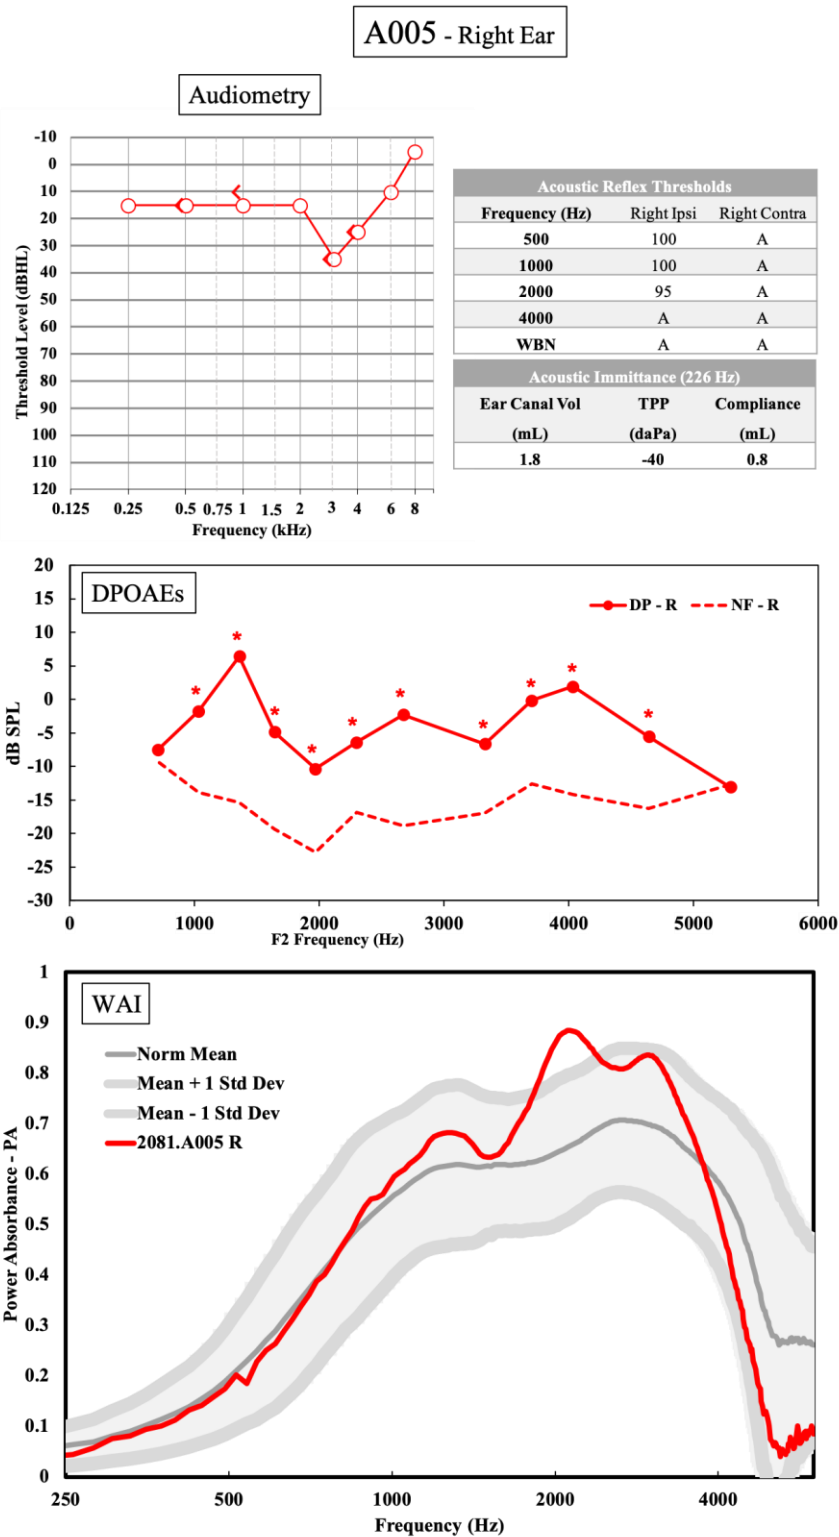 A005 - Right Ear
Audiometry
-10
0
10
20
30
40
50
60
70
80
90
100
110
120
Threshold Level (dBHL)
0.125 0.25 0.5 0.75 1 1.5 2 3 4 6 8
Frequency (kHz)
Acoustic Reflex Thresholds
Frequency (Hz) Right Ipsi Right Contra
500 100 A
1000 100 A
2000 95 A
4000 A A
WBN A A
Acoustic Immittance (226 Hz)
Ear Canal Vol TPP Compliance
(mL) (daPa) (mL)
1.8 -40 0.8
DPOAEs
DP - R NF - R
20
15
10
5
0
-5
-10
-15
-20
-25
-30
dB SPL
* * * * * * * * * * *
0 1000 2000 3000 4000 5000 6000
F2 Frequency (Hz)
WAI
Norm Mean
Mean + 1 Std Dev
Mean - 1 Std Dev
2081.A005 R
1
0.9
0.8
0.7
0.6
0.5
0.4
0.3
0.2
0.1
0
Power Absorbance - PA
250 500 1000 2000 4000
Frequency (Hz)